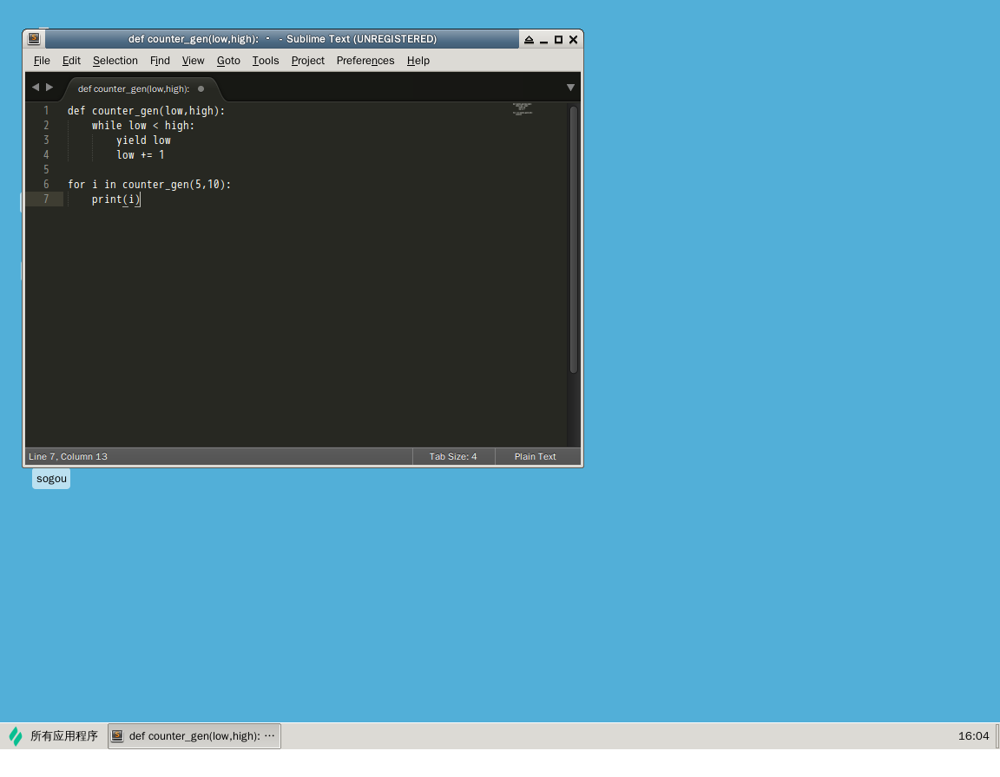 def counter_gen(low,high): - - Sublime Text (UNREGISTERED)
File Edit Selection Find View Goto Tools Project Preferences Help
def counter_gen(low,high):
1 def counter_gen(low,high):
2 while low < high:
3 yield low
4 low += 1
5
6 for i in counter_gen(5,10):
7 print(i)
Line 7, Column 13 Tab Size: 4 Plain Text
sogou
所有应用程序 def counter_gen(low,high): ··· 16:04